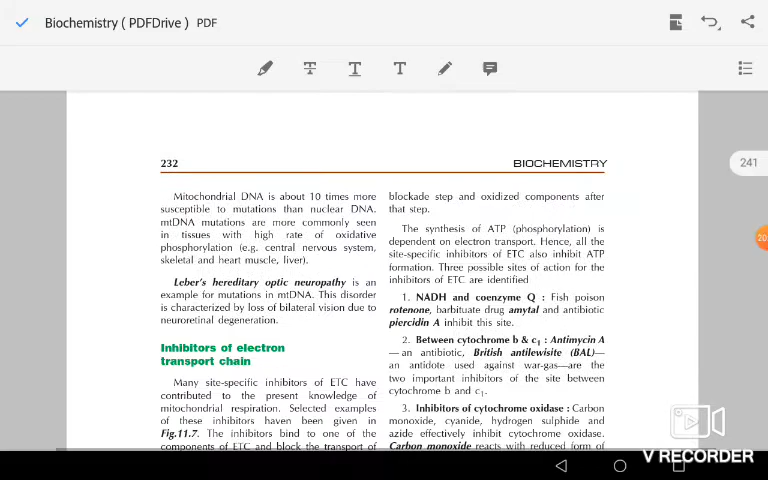 Biochemistry ( PDFDrive ) PDF
241
20
232
BIOCHEMISTRY
Mitochondrial DNA is about 10 times more
susceptible to mutations than nuclear DNA.
mtDNA mutations are more commonly seen
in tissues with high rate of oxidative
phosphorylation (e.g. central nervous system,
skeletal and heart muscle, liver).
Leber's hereditary optic neuropathy is an
example for mutations in mtDNA. This disorder
is characterized by loss of bilateral vision due to
neuroretinal degeneration.
Inhibitors of electron
transport chain
Many site-specific inhibitors of ETC have
contributed to the present knowledge of
mitochondrial respiration. Selected examples
of these inhibitors haven been given in
Fig.11.7. The inhibitors bind to one of the
components of ETC and block the transport of
blockade step and oxidized components after
that step.
The synthesis of ATP (phosphorylation) is
dependent on electron transport. Hence, all the
site-specific inhibitors of ETC also inhibit ATP
formation. Three possible sites of action for the
inhibitors of ETC are identified
1. NADH and coenzyme Q : Fish poison
rotenone, barbituate drug amytal and antibiotic
piercidin A inhibit this site.
2. Between cytochrome b & c1 : Antimycin A
—an antibiotic, British antilewisite (BAL)—
an antidote used against war-gas—are the
two important inhibitors of the site between
cytochrome b and c1.
3. Inhibitors of cytochrome oxidase : Carbon
monoxide, cyanide, hydrogen sulphide and
azide effectively inhibit cytochrome oxidase.
Carbon monoxide reacts with reduced form of
V RECORDER